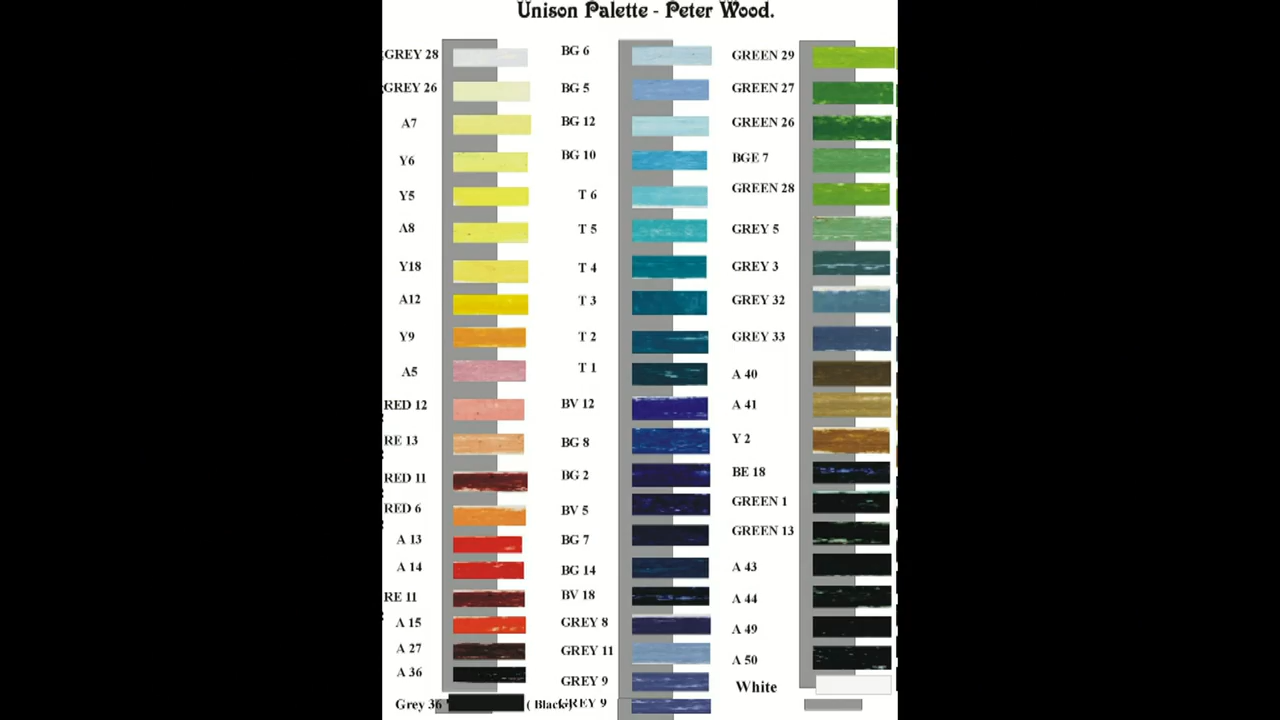 Unison Palette - Peter Wood.
GREY 28
GREY 26
A7
Y6
Y5
A8
Y18
A12
Y9
A5
RED 12
RE 13
RED 11
RED 6
A 13
A 14
RE 11
A 15
A 27
A 36
Grey 36 ( Black
BG 6
BG 5
BG 12
BG 10
T 6
T 5
T 4
T 3
T 2
T 1
BV 12
BG 8
BG 2
BV 5
BG 7
BG 14
BV 18
GREY 8
GREY 11
GREY 9
GREY 9
GREEN 29
GREEN 27
GREEN 26
BGE 7
GREEN 28
GREY 5
GREY 3
GREY 32
GREY 33
A 40
A 41
Y 2
BE 18
GREEN 1
GREEN 13
A 43
A 44
A 49
A 50
White